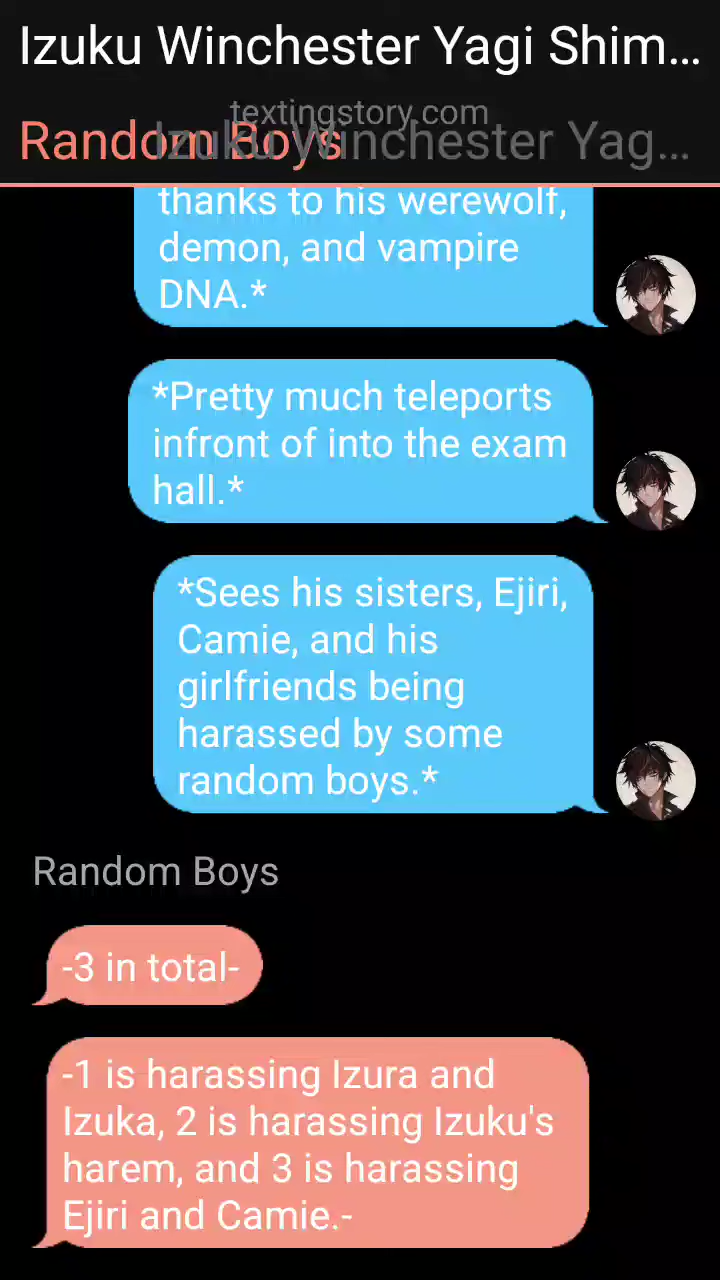 Izuku Winchester Yagi Shim...
textingstory.com
Random Boys
Izuku Winchester Yag...
thanks to his werewolf,
demon, and vampire
DNA.*
*Pretty much teleports
infront of into the exam
hall.*
*Sees his sisters, Ejiri,
Camie, and his
girlfriends being
harassed by some
random boys.*
Random Boys
-3 in total-
-1 is harassing Izura and
Izuka, 2 is harassing Izuku's
harem, and 3 is harassing
Ejiri and Camie.-